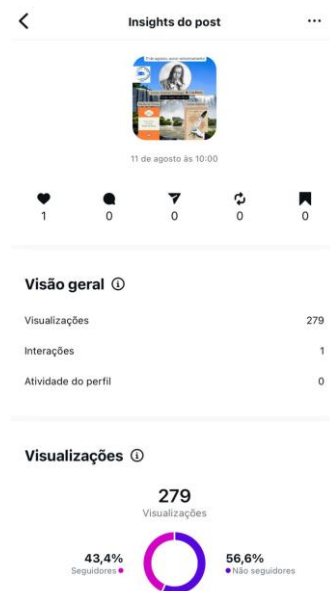 Insights do post
11 de agosto às 10:00
1 0 0 0 0
Visão geral
Visualizações 279
Interações 1
Atividade do perfil 0
Visualizações
279
Visualizações
43,4% 56,6%
Seguidores Não seguidores